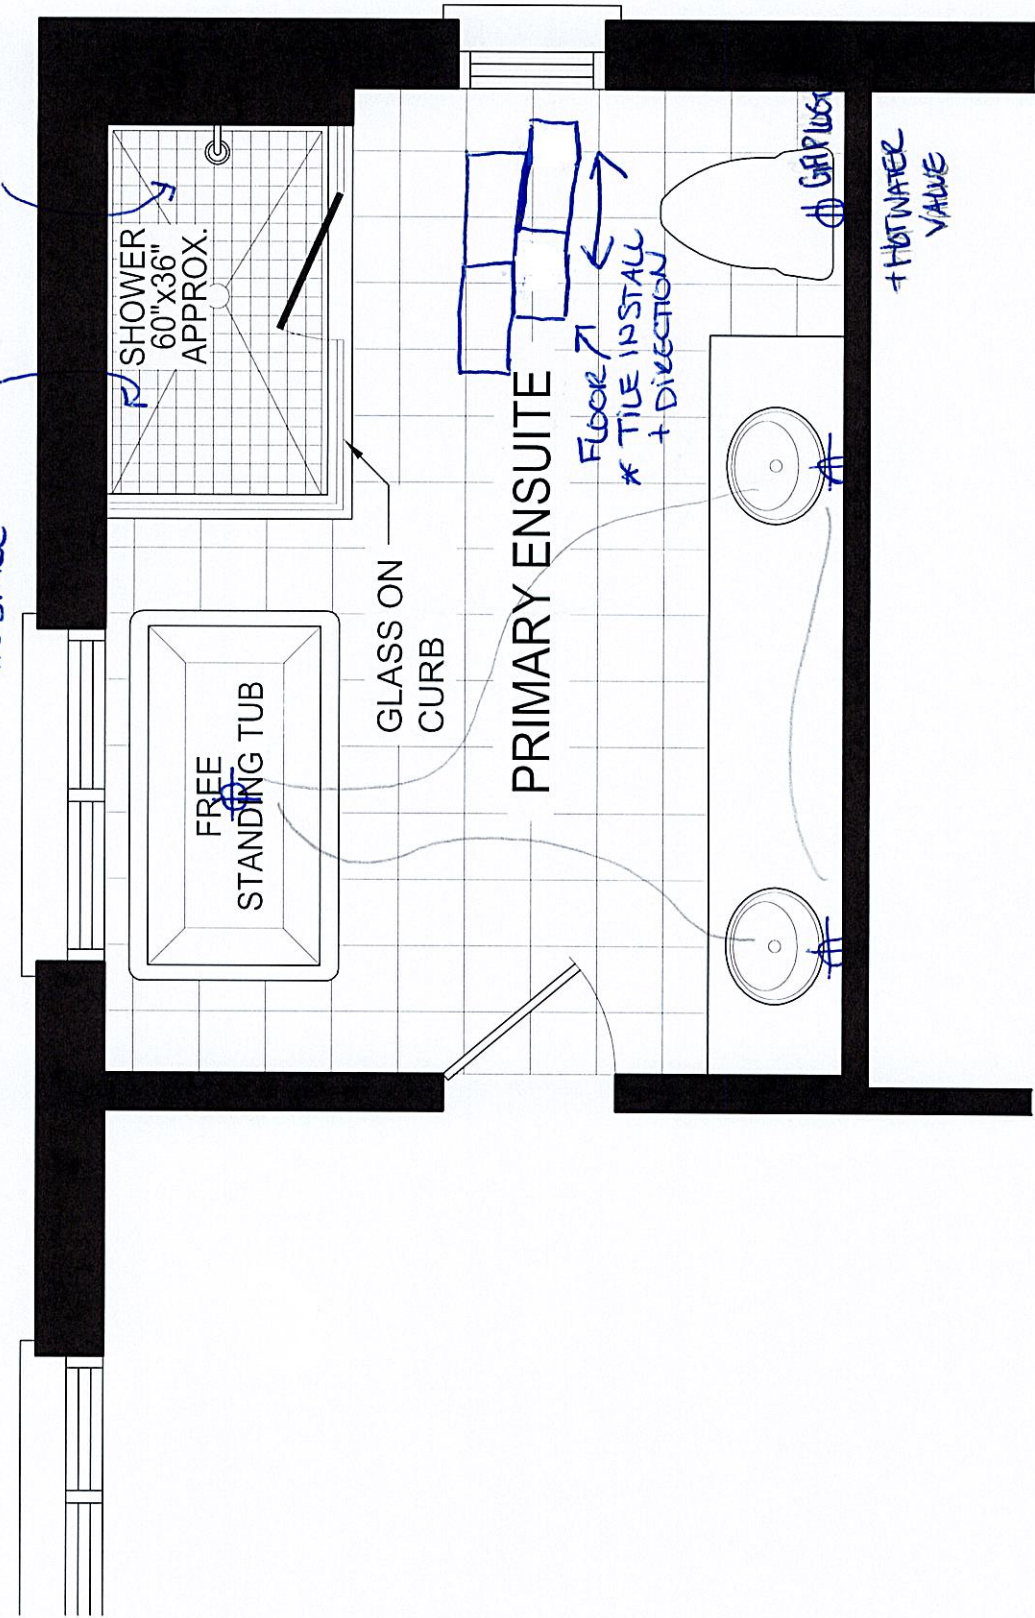 SHOWER
60"x36"
APPROX.
FREE
STANDING TUB
GLASS ON
CURB
PRIMARY ENSUITE
FLOOR
* TILE INSTALL
+ DIRECTION
+ HOTWATER
VALVE